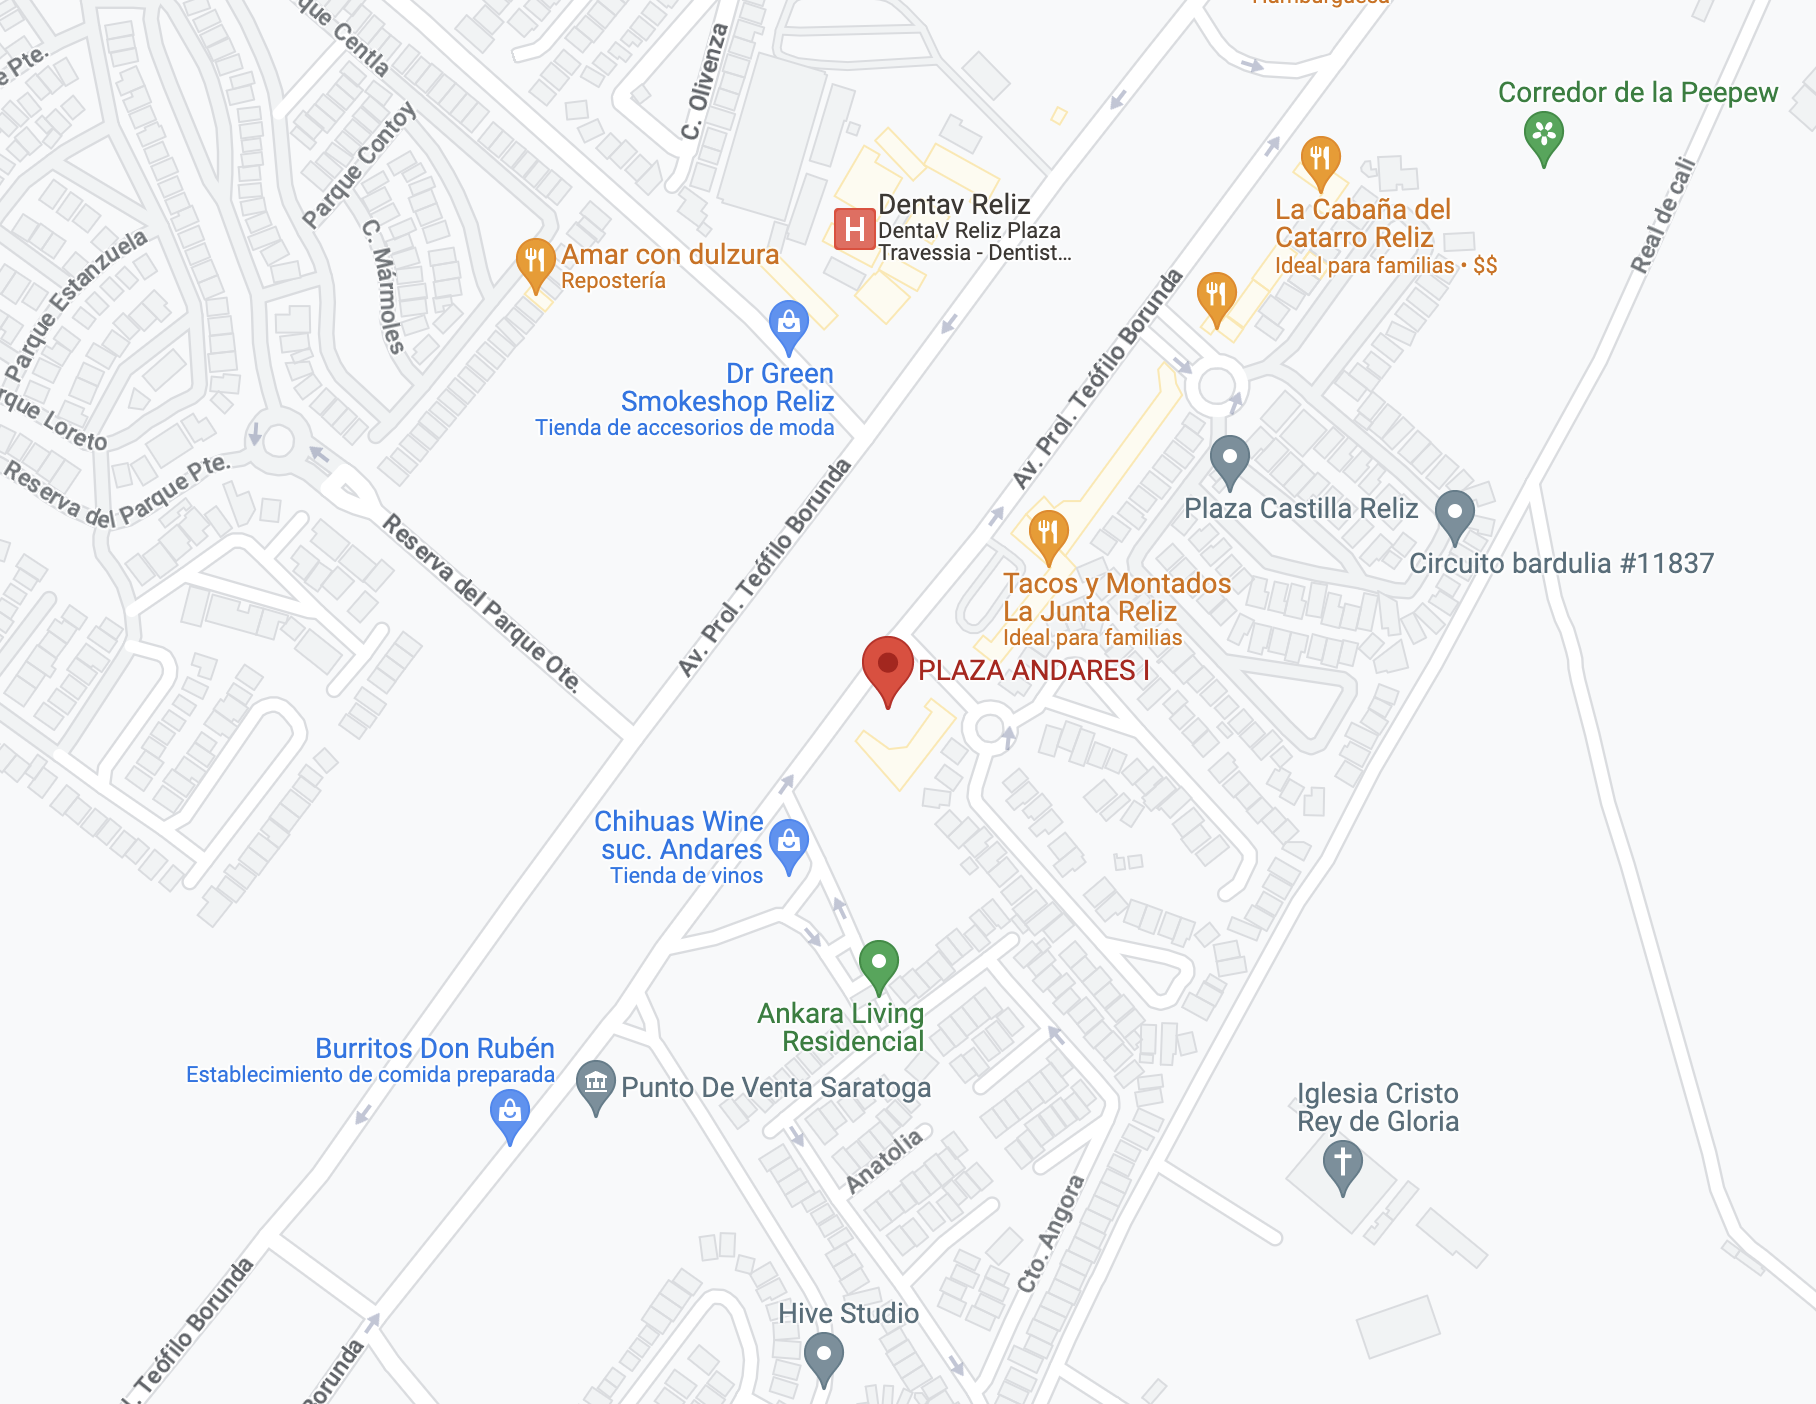 Hamburguesa
que Centla
C. Olivenza
e Pte.
Corredor de la Peepew
Parque Contoy
Real de cali
La Cabaña del
Catarro Reliz
Ideal para familias • $$
Dentav Reliz
DentaV Reliz Plaza
Travessia - Dentist...
H
Amar con dulzura
Repostería
C. Mármoles
Parque Estanzuela
Av. Prol. Teófilo Borunda
Dr Green
Smokeshop Reliz
Tienda de accesorios de moda
rque Loreto
Reserva del Parque Pte.
Plaza Castilla Reliz
Circuito bardulia #11837
Reserva del Parque Ote.
Av. Prol. Teófilo Borunda
Tacos y Montados
La Junta Reliz
Ideal para familias
PLAZA ANDARES I
Chihuas Wine
suc. Andares
Tienda de vinos
Ankara Living
Residencial
Burritos Don Rubén
Establecimiento de comida preparada
Punto De Venta Saratoga
Iglesia Cristo
Rey de Gloria
Anatolia
Cto. Angora
l. Teófilo Borunda
Hive Studio
Borunda